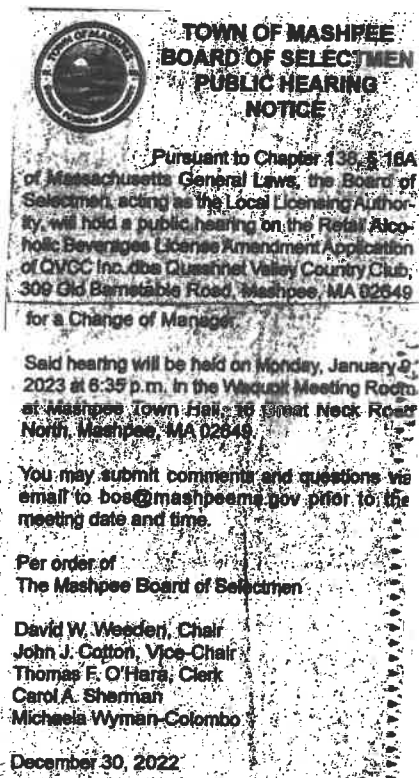 TOWN OF MASHPEE
TOWN OF MASHPEE
BOARD OF SELECTMEN
PUBLIC HEARING
NOTICE
Pursuant to Chapter 138, § 16A
of Massachusetts General Laws, the Board of
Selectmen, acting as the Local Licensing Author-
ity, will hold a public hearing on the Retail Alco-
holic Beverages License Amendment Application
of QVCC Inc. dba Quashnet Valley Country Club,
309 Old Barnstable Road, Mashpee, MA 02649
for a Change of Manager.
Said hearing will be held on Monday, January 9,
2023 at 6:35 p.m. in the Waquoit Meeting Room
at Mashpee Town Hall, 16 Great Neck Road
North, Mashpee, MA 02649.
You may submit comments and questions via
email to bos@mashpeema.gov prior to the
meeting date and time.
Per order of
The Mashpee Board of Selectmen
David W. Weeden, Chair
John J. Cotton, Vice-Chair
Thomas F. O'Hara, Clerk
Carol A. Sherman
Michaela Wyman-Colombo
December 30, 2022